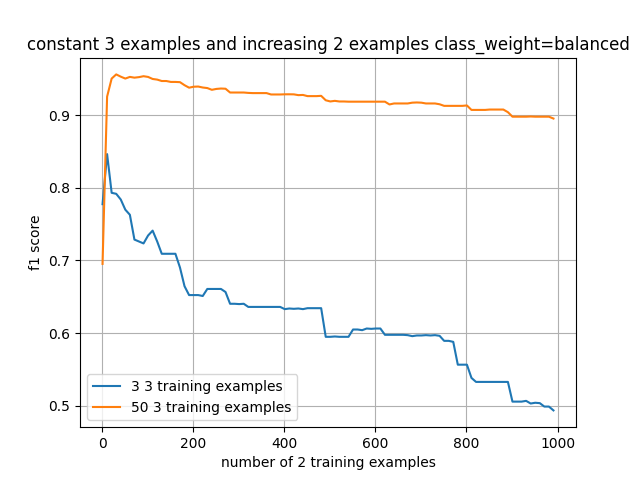 constant 3 examples and increasing 2 examples class_weight=balanced
f1 score
0.9
0.8
0.7
0.6
0.5
3 3 training examples
50 3 training examples
0 200 400 600 800 1000
number of 2 training examples